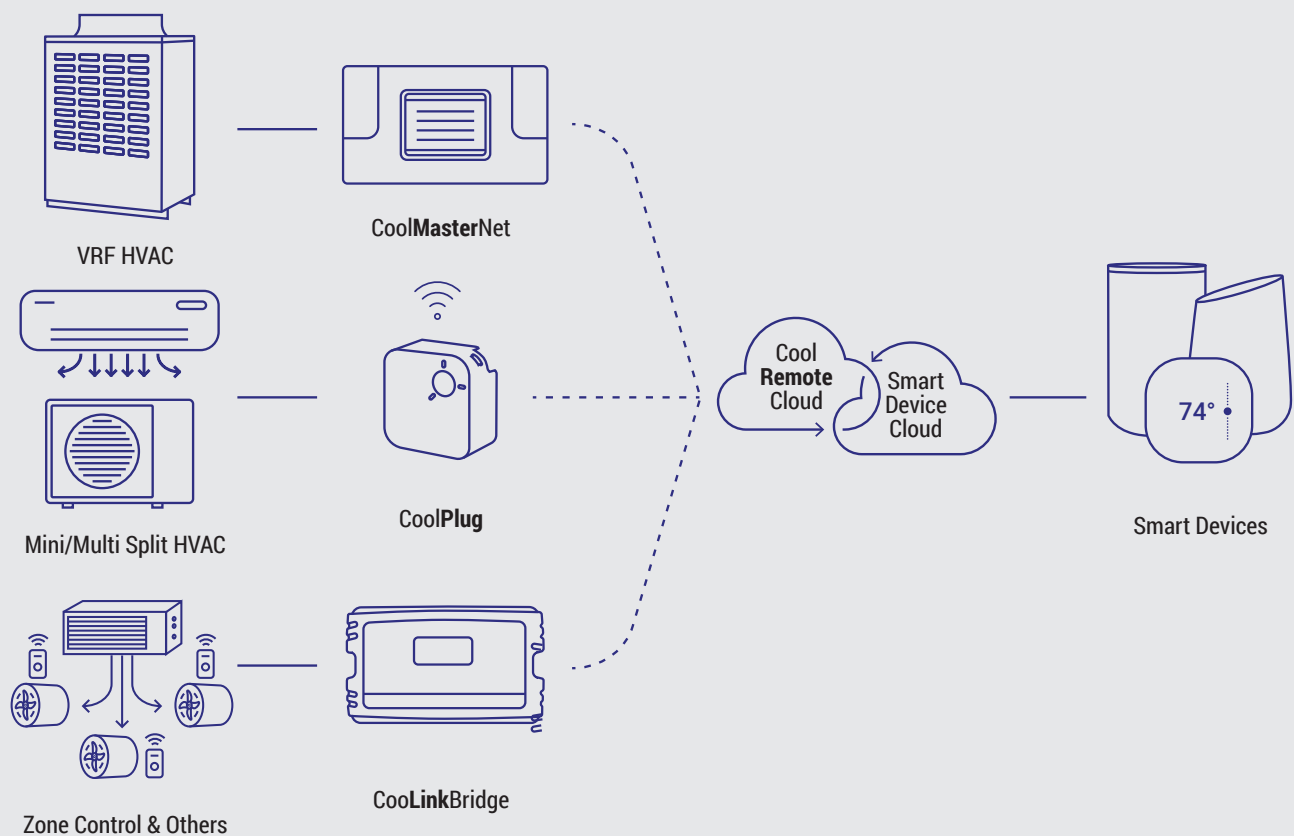 VRF HVAC
CoolMasterNet
Mini/Multi Split HVAC
CoolPlug
Zone Control & Others
CooLinkBridge
Cool
Remote
Cloud
Smart
Device
Cloud
74°
Smart Devices